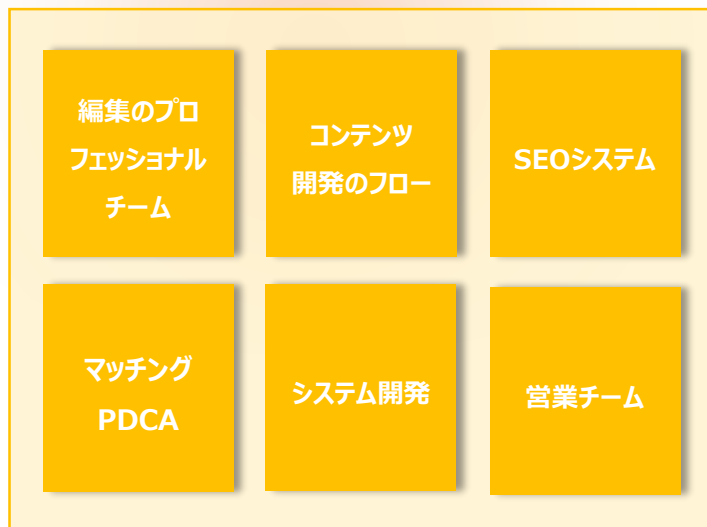 編集のプロ
フェッショナル
チーム
コンテンツ
開発のフロー
SEOシステム
マッチング
PDCA
システム開発
営業チーム